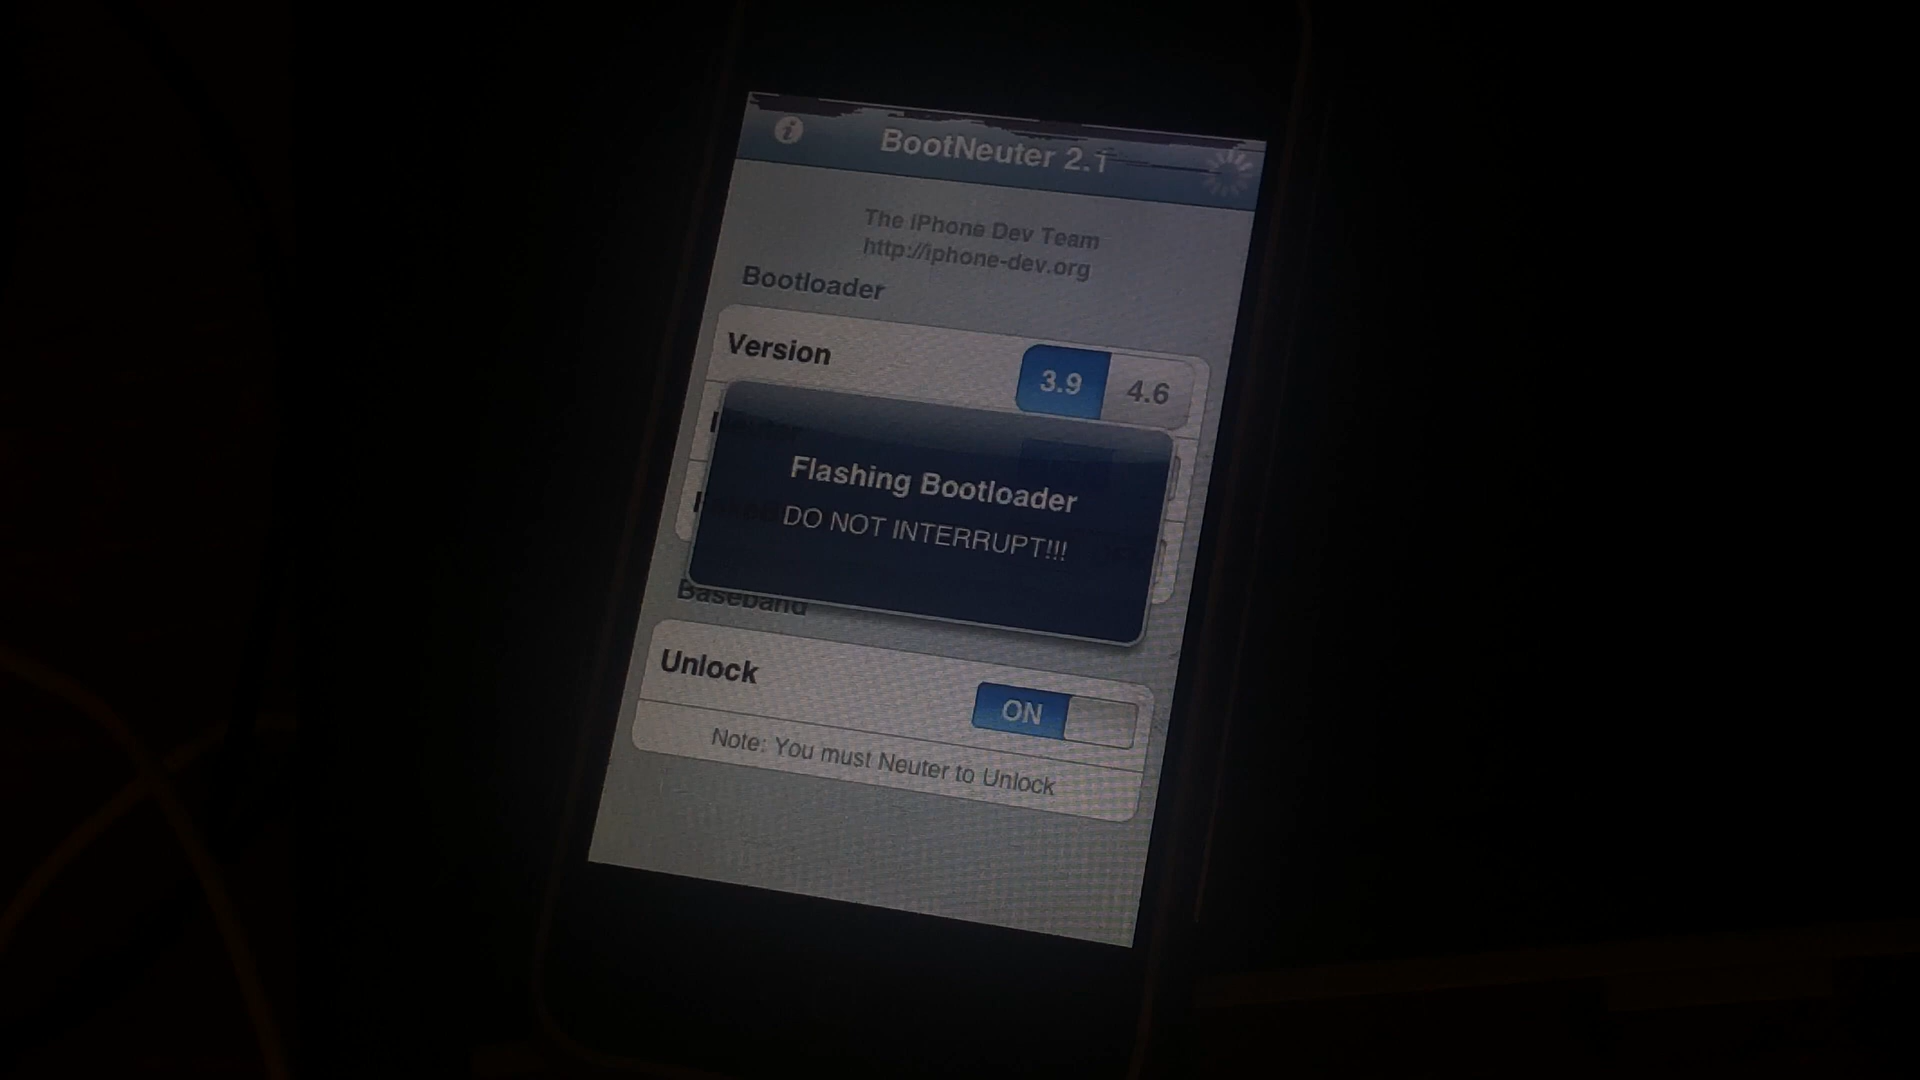 BootNeuter 2.1
The iPhone Dev Team
http://iphone-dev.org
Bootloader
Version
3.9 4.6
Flashing Bootloader
DO NOT INTERRUPT!!!
Baseband
Unlock
ON
Note: You must Neuter to Unlock